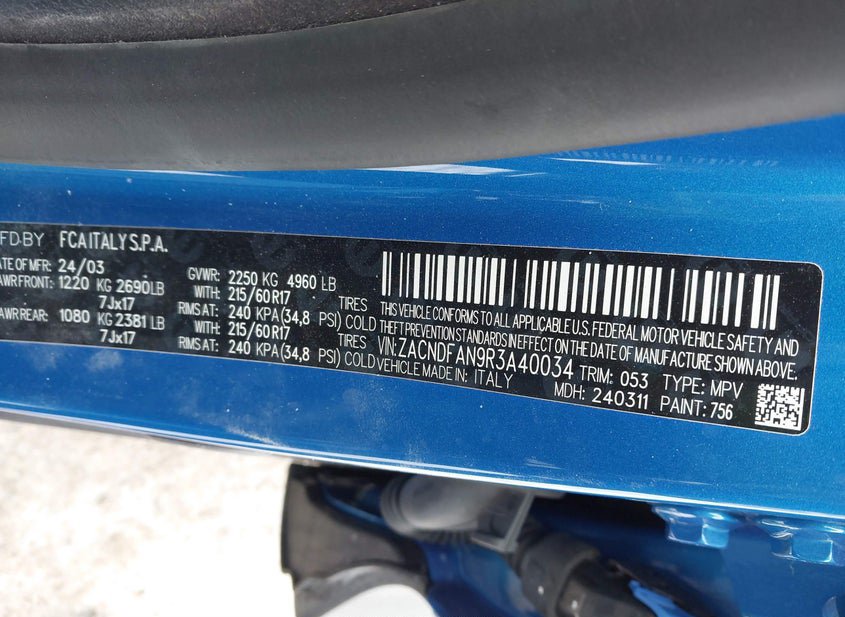 FD-BY FCA ITALY S.P.A.
ATE OF MFR: 24/03
AWR FRONT: 1220 KG 2690LB
7Jx17
AWR REAR: 1080 KG 2381 LB
7Jx17
GVWR: 2250 KG 4960 LB
WITH: 215/60 R17 TIRES
RIMS AT: 240 KPA (34,8 PSI) COLD
WITH: 215/60R17 TIRES
RIMS AT: 240 KPA (34,8 PSI) COLD
THIS VEHICLE CONFORMS TO ALL APPLICABLE U.S. FEDERAL MOTOR VEHICLE SAFETY AND
THEFT PREVENTION STANDARDS IN EFFECT ON THE DATE OF MANUFACTURE SHOWN ABOVE.
VIN: ZACNDFAN9R3A40034 TRIM: 053 TYPE: MPV
VEHICLE MADE IN: ITALY MDH: 240311 PAINT: 756